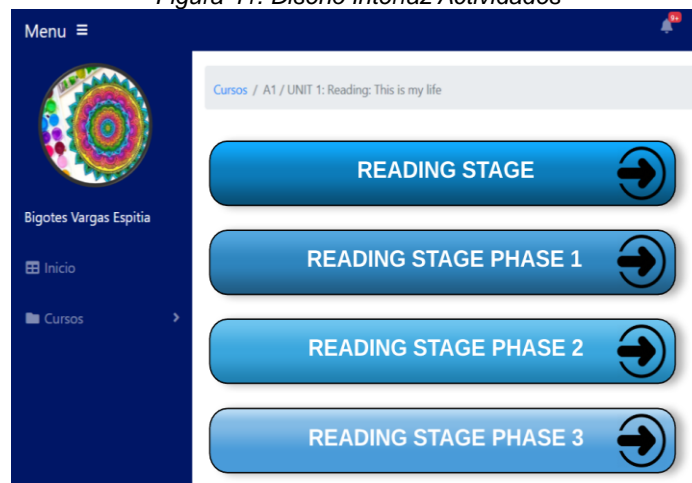 Menu
9+
Bigotes Vargas Espitia
Inicio
Cursos
Cursos / A1 / UNIT 1: Reading: This is my life
READING STAGE
READING STAGE PHASE 1
READING STAGE PHASE 2
READING STAGE PHASE 3